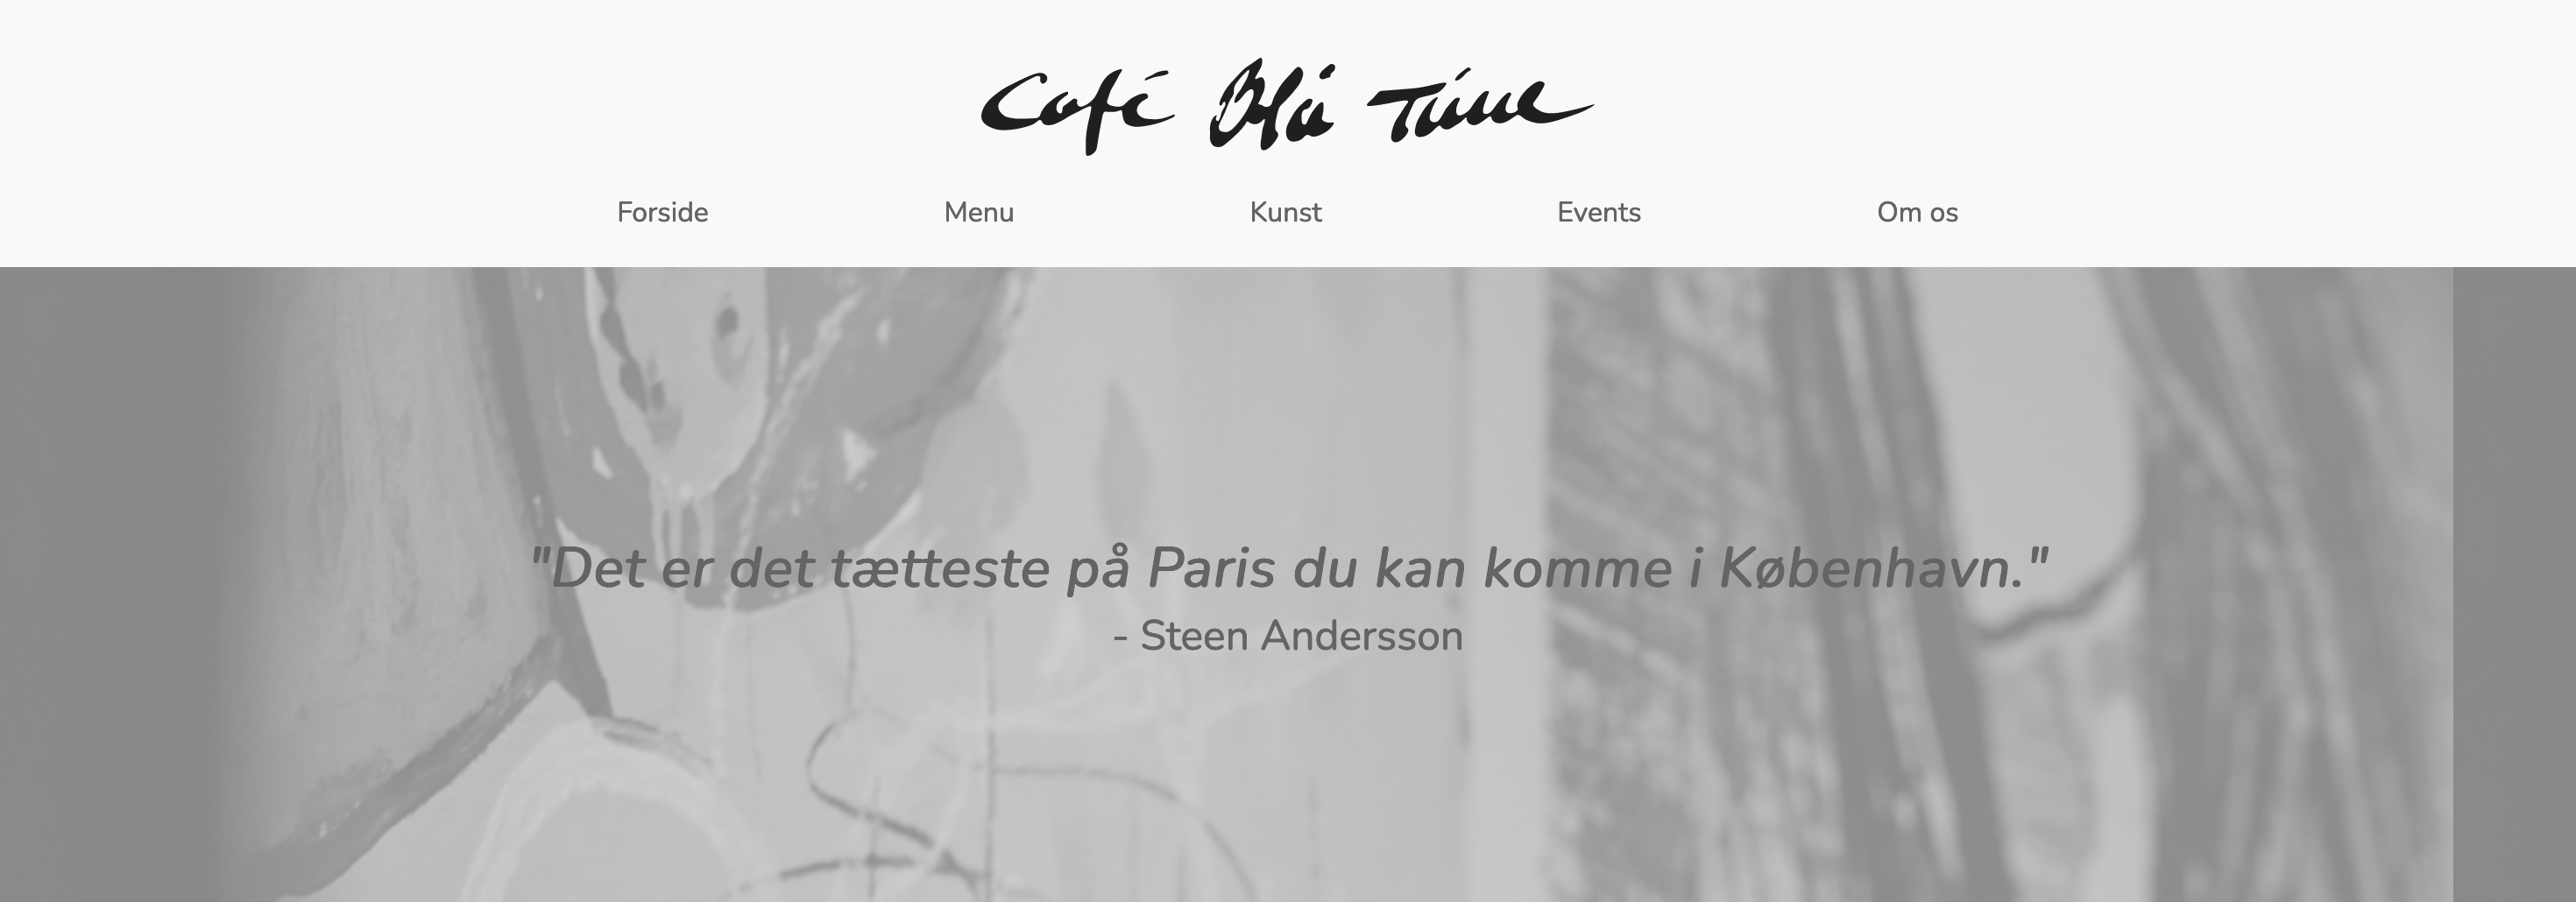 Café Blå Time
Forside Menu Kunst Events Om os
"Det er det tætteste på Paris du kan komme i København."
- Steen Andersson